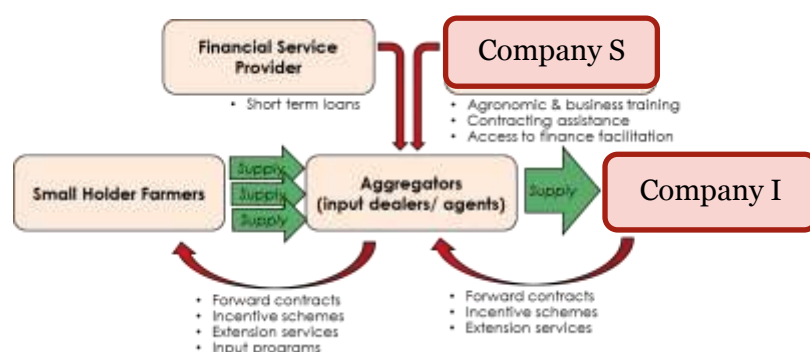 Financial Service
Provider
Company S
• Short term loans
• Agronomic & business training
• Contracting assistance
• Access to finance facilitation
Small Holder Farmers
Supply
Supply
Supply
Aggregators
(input dealers/ agents)
Supply
Company I
• Forward contracts
• Incentive schemes
• Extension services
• Input programs
• Forward contracts
• Incentive schemes
• Extension services